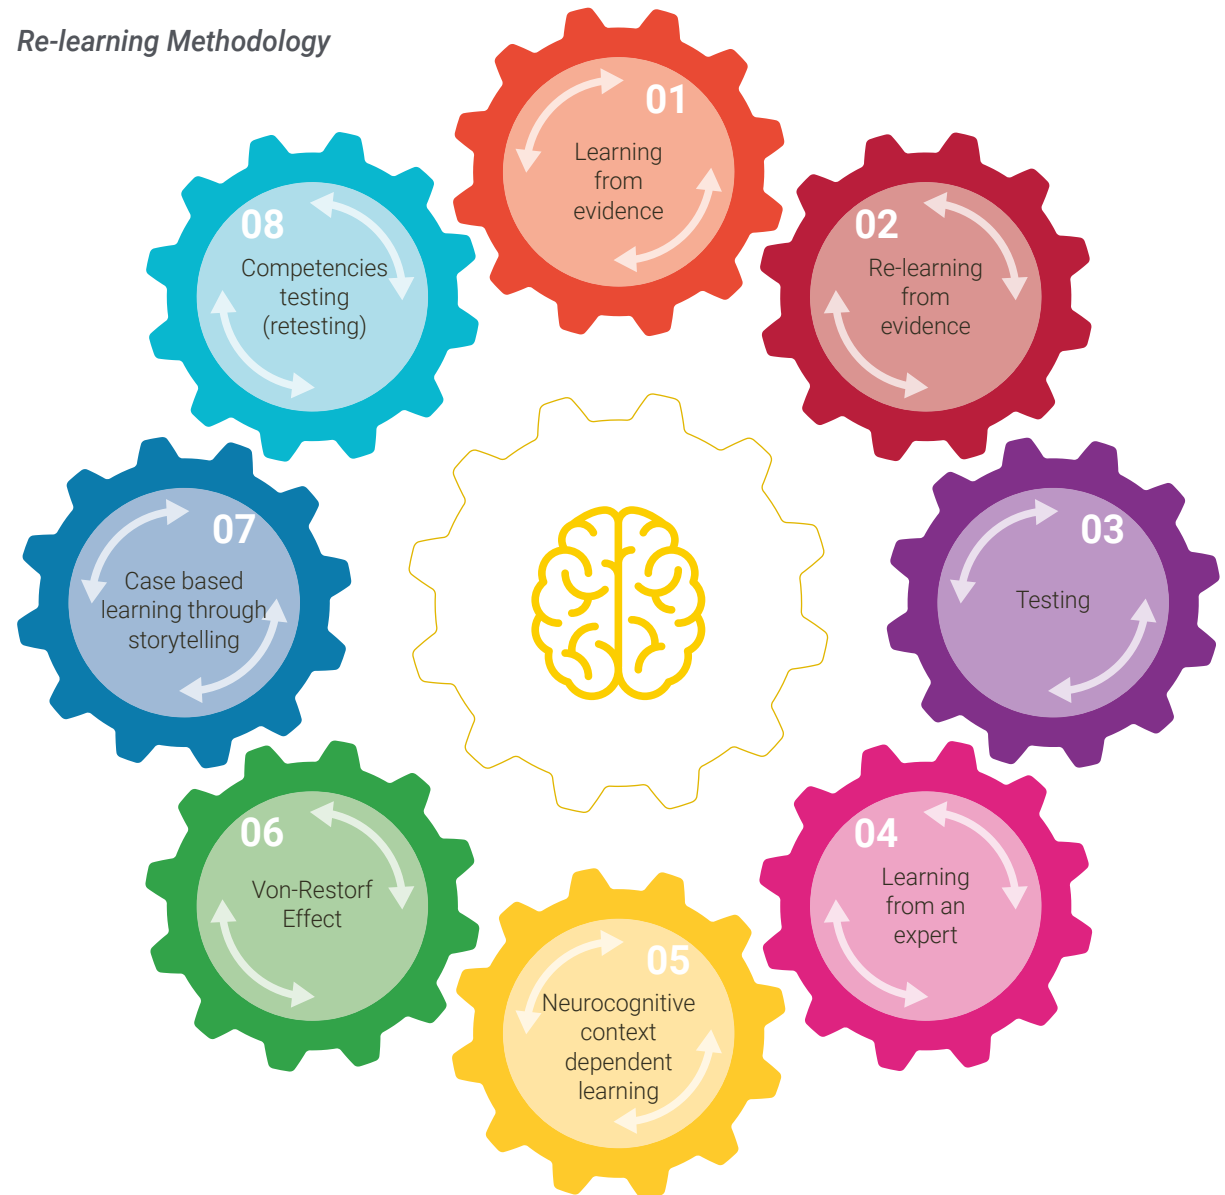 Re-learning Methodology
01
Learning
from
evidence
02
Re-learning
from
evidence
03
Testing
04
Learning
from an
expert
05
Neurocognitive
context
dependent
learning
06
Von-Restorf
Effect
07
Case based
learning through
storytelling
08
Competencies
testing
(retesting)